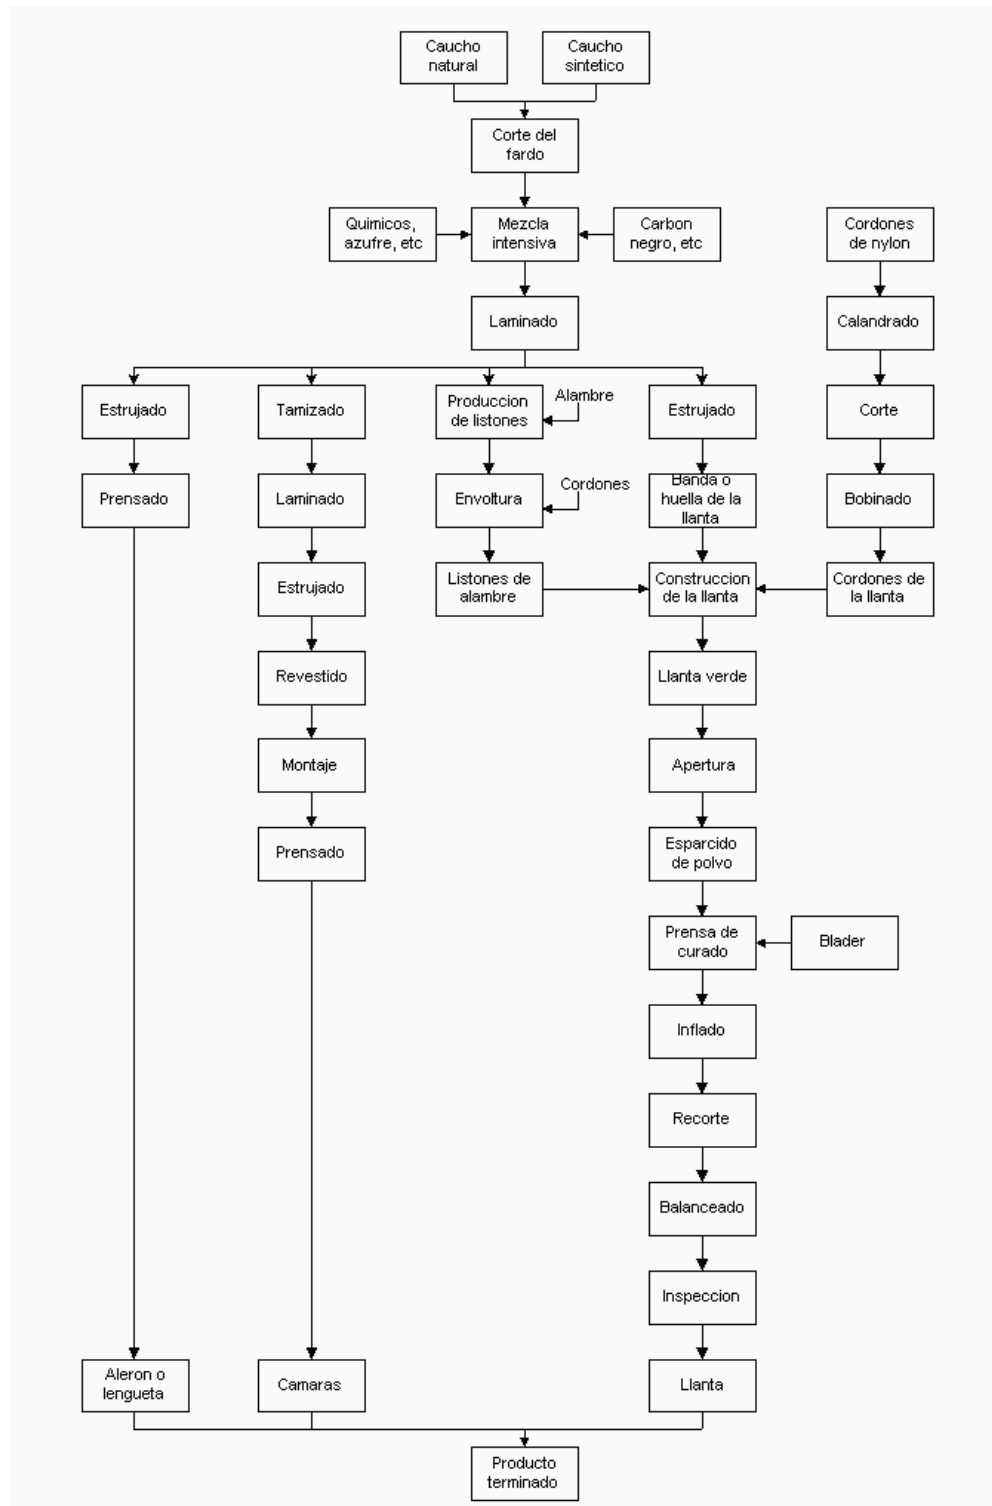 Caucho
natural
Caucho
sintetico
Corte del
fardo
Quimicos,
azufre, etc
Mezcla
intensiva
Carbon
negro, etc
Cordones
de nylon
Laminado
Calandrado
Estrujado
Tamizado
Produccion
de listones
Alambre
Estrujado
Corte
Prensado
Laminado
Envoltura
Cordones
Banda o
huella de la
llanta
Bobinado
Estrujado
Listones de
alambre
Construccion
de la llanta
Cordones de
la llanta
Revestido
Llanta verde
Montaje
Apertura
Prensado
Esparcido
de polvo
Prensa de
curado
Blader
Inflado
Recorte
Balanceado
Inspeccion
Aleron o
lengueta
Camaras
Llanta
Producto
terminado